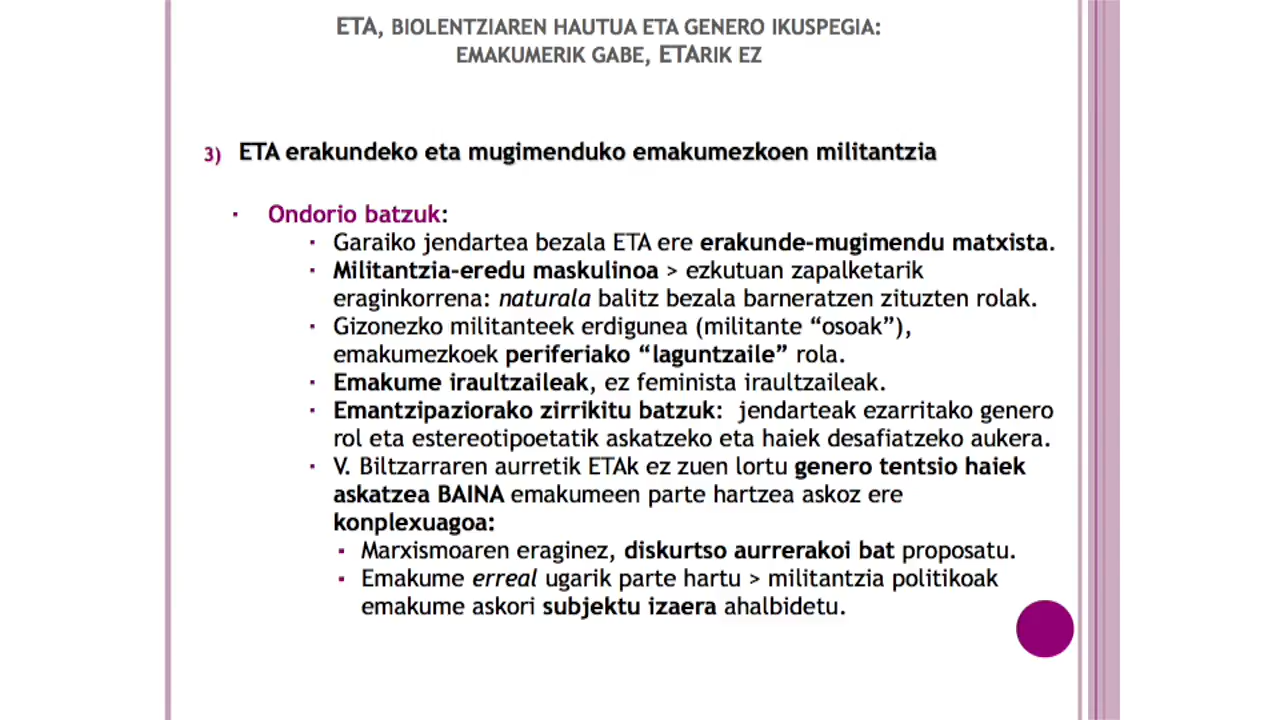 ETA, BIOLENTZIAREN HAUTUA ETA GENERO IKUSPEGIA:
EMAKUMERIK GABE, ETARIK EZ
3) ETA erakundeko eta mugimenduko emakumezkoen militantzia
▪ Ondorio batzuk:
▪ Garaiko jendartea bezala ETA ere erakunde-mugimendu matxista.
▪ Militantzia-eredu maskulinoa > ezkutuan zapalketarik
eraginkorrena: naturala balitz bezala barneratzen zituzten rolak.
▪ Gizonezko militanteek erdigunea (militante “osoak”),
emakumezkoek periferiako “laguntzaile” rola.
▪ Emakume iraultzaileak, ez feminista iraultzaileak.
▪ Emantzipaziorako zirrikitu batzuk: jendarteak ezarritako genero
rol eta estereotipoetatik askatzeko eta haiek desafiatzeko aukera.
▪ V. Biltzarraren aurretik ETAk ez zuen lortu genero tentsio haiek
askatzea BAINA emakumeen parte hartzea askoz ere
konplexuagoa:
▪ Marxismoaren eraginez, diskurtso aurrerakoi bat proposatu.
▪ Emakume erreal ugarik parte hartu > militantzia politikoak
emakume askori subjektu izaera ahalbidetu.